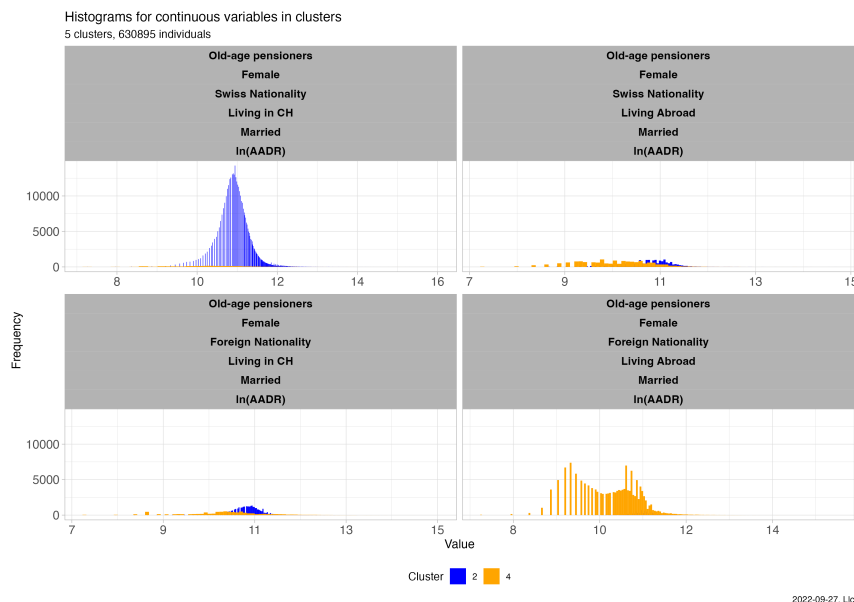 Histograms for continuous variables in clusters
5 clusters, 630895 individuals
Old-age pensioners
Female
Swiss Nationality
Living in CH
Married
ln(AADR)
Old-age pensioners
Female
Swiss Nationality
Living Abroad
Married
ln(AADR)
10000
5000
0
8 10 12 14 16
7 9 11 13 15
Old-age pensioners
Female
Foreign Nationality
Living in CH
Married
ln(AADR)
Old-age pensioners
Female
Foreign Nationality
Living Abroad
Married
ln(AADR)
Frequency
10000
5000
0
7 9 11 13 15
8 10 12 14
Value
Cluster 2 4
2022-09-27,